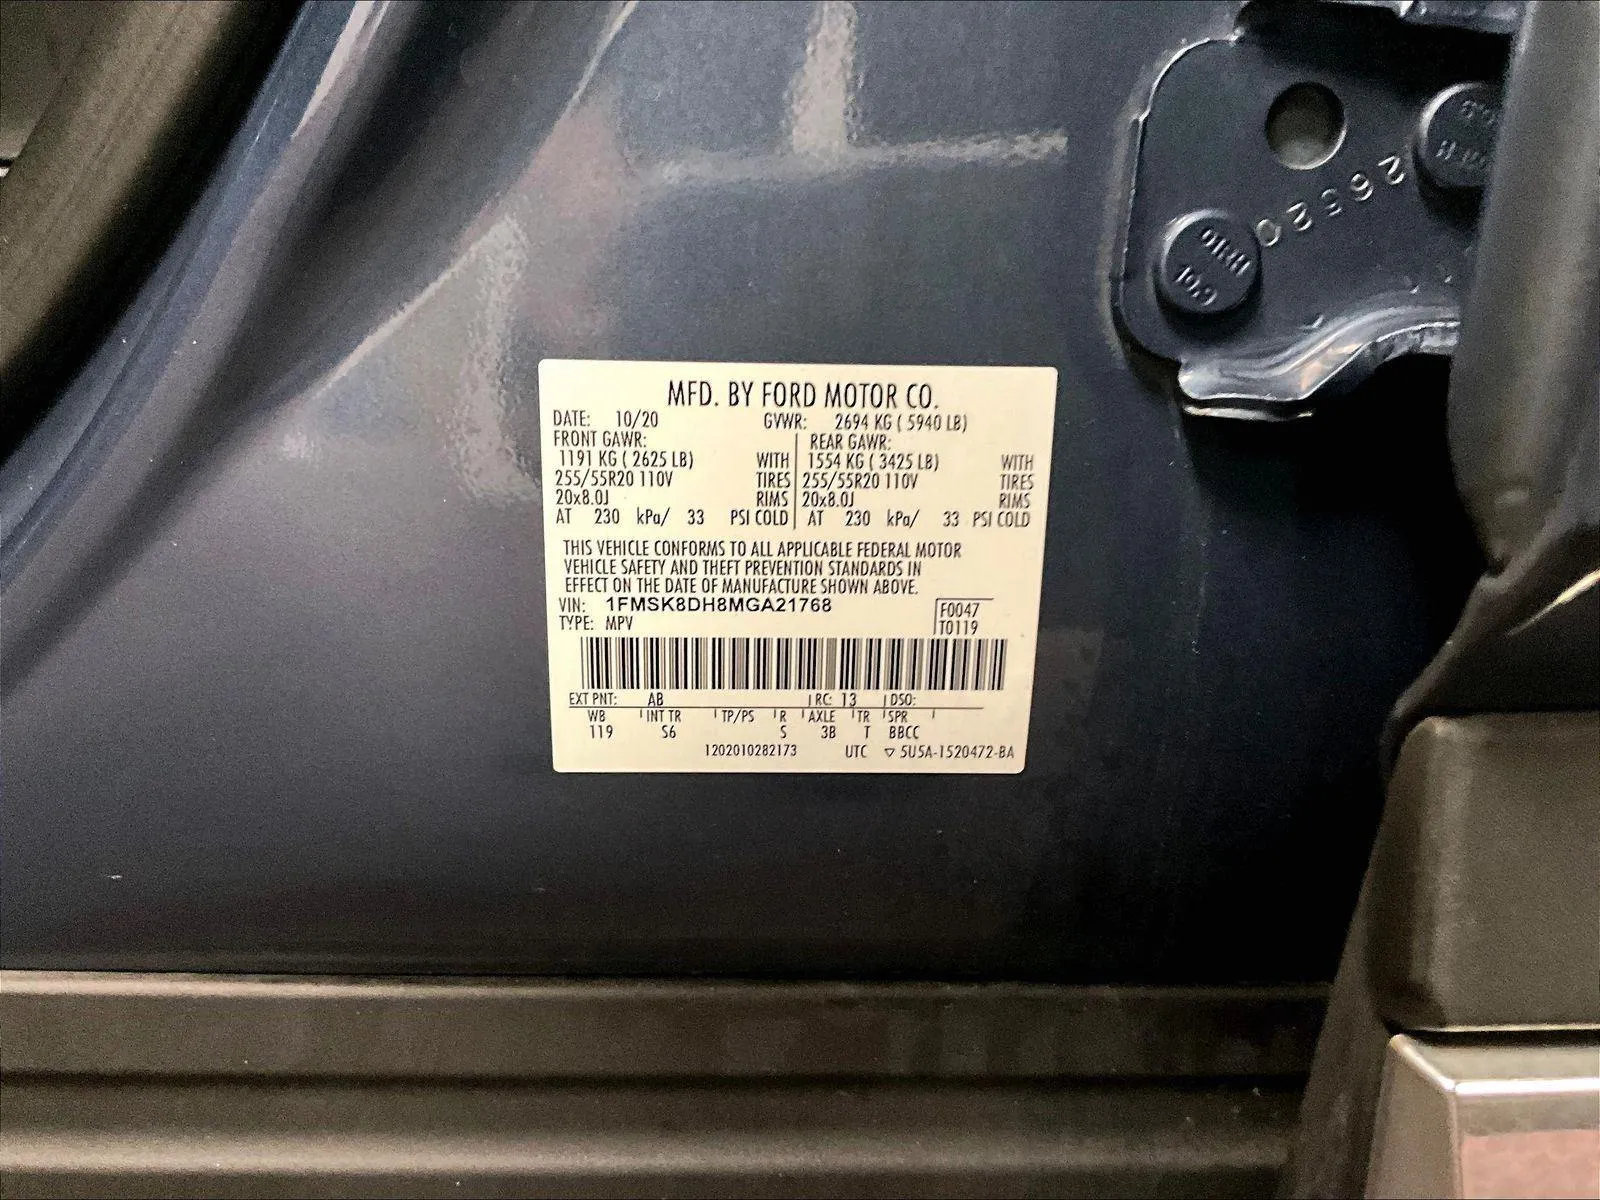 MFD. BY FORD MOTOR CO.
DATE: 10/20 GVWR: 2694 KG ( 5940 LB)
FRONT GAWR: REAR GAWR:
1191 KG ( 2625 LB) WITH 1554 KG ( 3425 LB) WITH
255/55R20 110V TIRES 255/55R20 110V TIRES
20x8.0J RIMS 20x8.0J RIMS
AT 230 kPa/ 33 PSI COLD AT 230 kPa/ 33 PSI COLD
THIS VEHICLE CONFORMS TO ALL APPLICABLE FEDERAL MOTOR
VEHICLE SAFETY AND THEFT PREVENTION STANDARDS IN
EFFECT ON THE DATE OF MANUFACTURE SHOWN ABOVE.
VIN: 1FMSK8DH8MGA21768 F0047
TYPE: MPV T0119
EXT PNT: AB RC: 13 DSO:
WB INT TR TP/PS R AXLE TR SPR
119 S6 S 3B T BBCC
1202010282173 UTC ▽ 5U5A-1520472-BA
26520